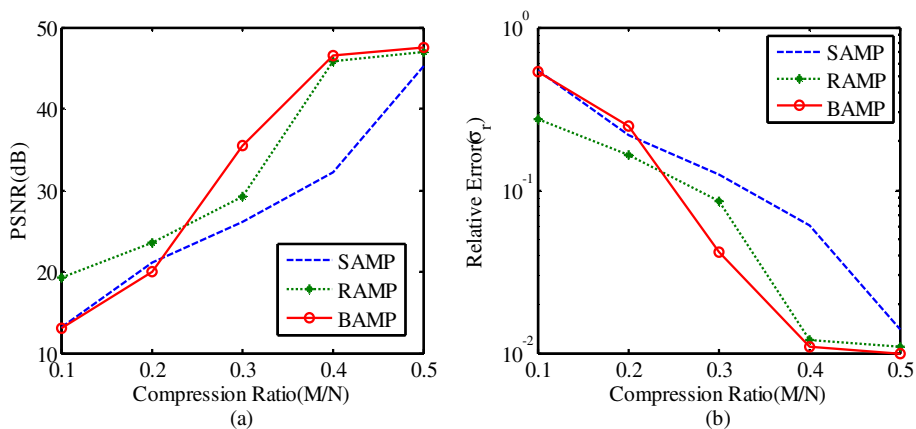 50
40
30
20
10
PSNR(dB)
0.1 0.2 0.3 0.4 0.5
Compression Ratio(M/N)
SAMP
RAMP
BAMP
(a)
10^0
10^-1
10^-2
Relative Error(σ_r)
0.1 0.2 0.3 0.4 0.5
Compression Ratio(M/N)
SAMP
RAMP
BAMP
(b)